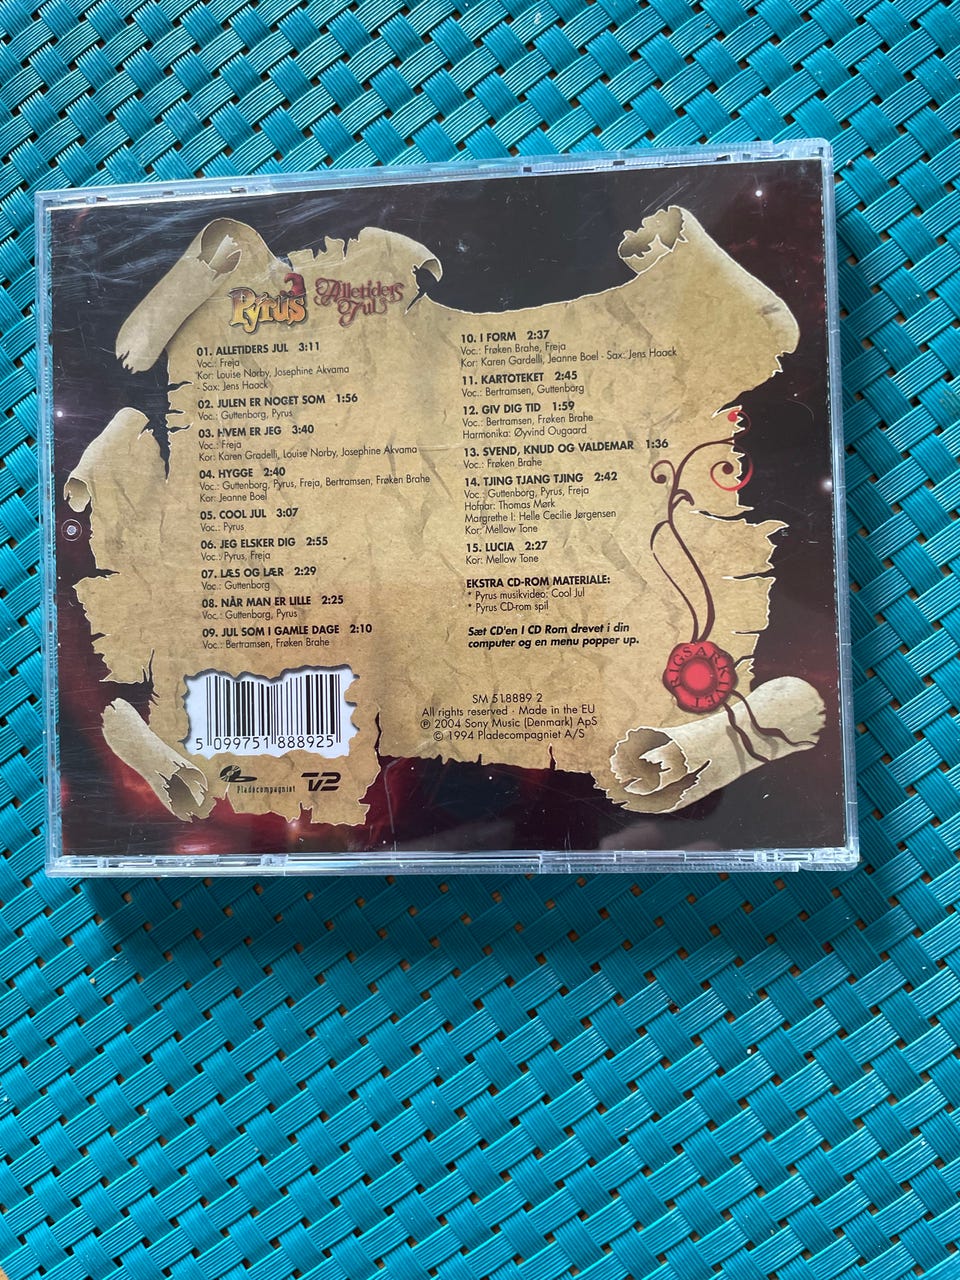 Pyrus Alletiders Jul
01. ALLETIDERS JUL 3:11
Voc.: Freja
Kor: Louise Norby, Josephine Akvama
- Sax: Jens Haack
02. JULEN ER NOGET SOM 1:56
Voc.: Guttenborg, Pyrus
03. HVEM ER JEG 3:40
Voc.: Freja
Kor: Karen Gradelli, Louise Norby, Josephine Akvama
04. HYGGE 2:40
Voc.: Guttenborg, Pyrus, Freja, Bertramsen, Frøken Brahe
Kor: Jeanne Boel
05. COOL JUL 3:07
Voc.: Pyrus
06. JEG ELSKER DIG 2:55
Voc.: Pyrus, Freja
07. LÆS OG LÆR 2:29
Voc.: Guttenborg
08. NÅR MAN ER LILLE 2:25
Voc.: Guttenborg, Pyrus
09. JUL SOM I GAMLE DAGE 2:10
Voc.: Bertramsen, Frøken Brahe
10. I FORM 2:37
Voc.: Frøken Brahe, Freja
Kor: Karen Gardelli, Jeanne Boel - Sax: Jens Haack
11. KARTOTEKET 2:45
Voc.: Bertramsen, Guttenborg
12. GIV DIG TID 1:59
Voc.: Bertramsen, Frøken Brahe
Harmonika: Øyvind Ougaard
13. SVEND, KNUD OG VALDEMAR 1:36
Voc.: Frøken Brahe
14. TJING TJANG TJING 2:42
Voc.: Guttenborg, Pyrus, Freja
Hofnar: Thomas Mørk
Margrethe I: Helle Cecilie Jørgensen
Kor: Mellow Tone
15. LUCIA 2:27
Kor: Mellow Tone
EKSTRA CD-ROM MATERIALE:
* Pyrus musikvideo: Cool Jul
* Pyrus CD-rom spil
Sæt CD'en I CD Rom drevet i din
computer og en menu popper up.
RIGSARKIVET
SM 518889 2
All rights reserved · Made in the EU
℗ 2004 Sony Music (Denmark) ApS
© 1994 Pladecompagniet A/S
5 099751 888925
Pladecompagniet
TV2